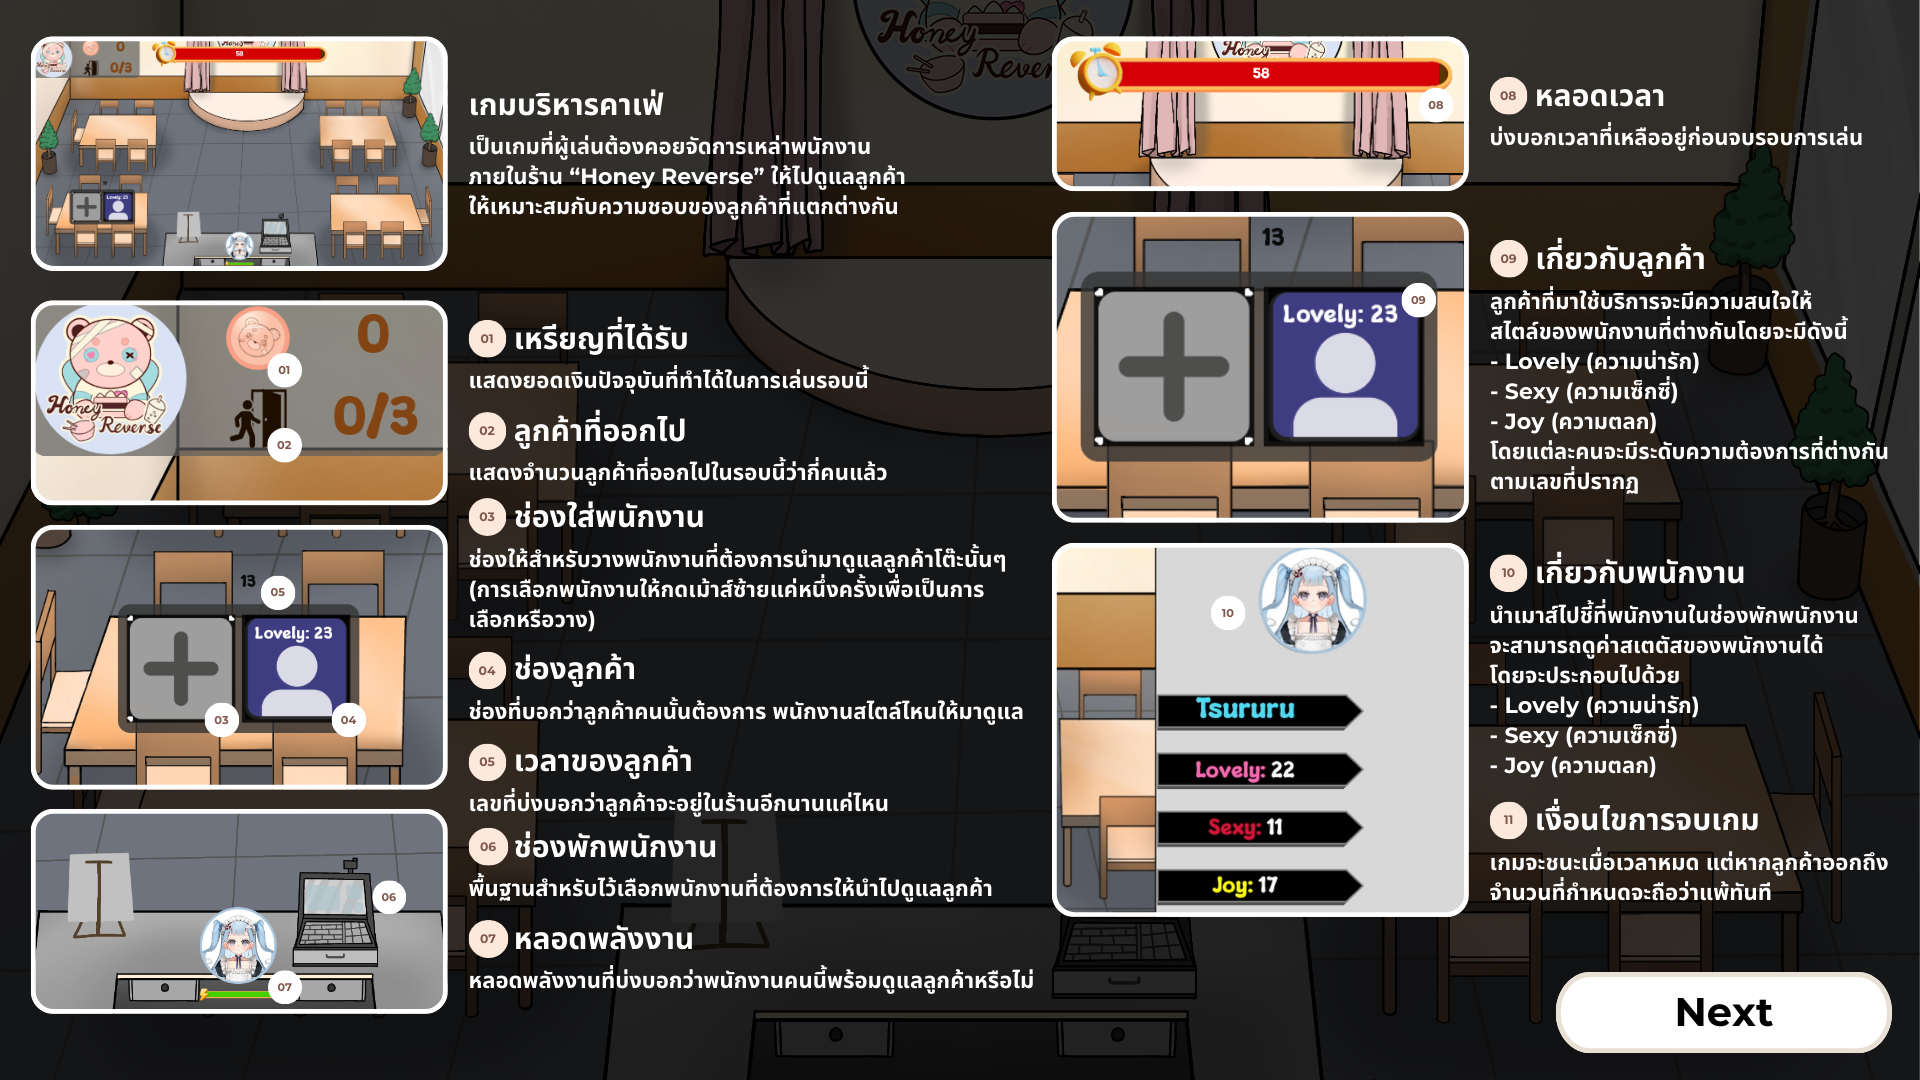 Honey
Reverse
0
0/3
58
Lovely: 23
เกมบริหารคาเฟ่
เป็นเกมที่ผู้เล่นต้องคอยจัดการเหล่าพนักงาน
ภายในร้าน “Honey Reverse” ให้ไปดูแลลูกค้า
ให้เหมาะสมกับความชอบของลูกค้าที่แตกต่างกัน
Honey
Reverse
0
01
0/3
02
01 เหรียญที่ได้รับ
แสดงยอดเงินปัจจุบันที่ทำได้ในการเล่นรอบนี้
02 ลูกค้าที่ออกไป
แสดงจำนวนลูกค้าที่ออกไปในรอบนี้ว่ากี่คนแล้ว
13
05
Lovely: 23
03
04
03 ช่องใส่พนักงาน
ช่องให้สำหรับวางพนักงานที่ต้องการนำมาดูแลลูกค้าโต๊ะนั้นๆ
(การเลือกพนักงานให้กดเม้าส์ซ้ายแค่หนึ่งครั้งเพื่อเป็นการ
เลือกหรือวาง)
04 ช่องลูกค้า
ช่องที่บอกว่าลูกค้าคนนั้นต้องการ พนักงานสไตล์ไหนให้มาดูแล
05 เวลาของลูกค้า
เลขที่บ่งบอกว่าลูกค้าจะอยู่ในร้านอีกนานแค่ไหน
06
07
06 ช่องพักพนักงาน
พื้นฐานสำหรับไว้เลือกพนักงานที่ต้องการให้นำไปดูแลลูกค้า
07 หลอดพลังงาน
หลอดพลังงานที่บ่งบอกว่าพนักงานคนนี้พร้อมดูแลลูกค้าหรือไม่
Honey
58
08
08 หลอดเวลา
บ่งบอกเวลาที่เหลืออยู่ก่อนจบรอบการเล่น
13
Lovely: 23
09
09 เกี่ยวกับลูกค้า
ลูกค้าที่มาใช้บริการจะมีความสนใจให้
สไตล์ของพนักงานที่ต่างกันโดยจะมีดังนี้
- Lovely (ความน่ารัก)
- Sexy (ความเซ็กซี่)
- Joy (ความตลก)
โดยแต่ละคนจะมีระดับความต้องการที่ต่างกัน
ตามเลขที่ปรากฏ
10
Tsururu
Lovely: 22
Sexy: 11
Joy: 17
10 เกี่ยวกับพนักงาน
นำเมาส์ไปชี้ที่พนักงานในช่องพักพนักงาน
จะสามารถดูค่าสเตตัสของพนักงานได้
โดยจะประกอบไปด้วย
- Lovely (ความน่ารัก)
- Sexy (ความเซ็กซี่)
- Joy (ความตลก)
11 เงื่อนไขการจบเกม
เกมจะชนะเมื่อเวลาหมด แต่หากลูกค้าออกถึง
จำนวนที่กำหนดจะถือว่าแพ้ทันที
Next